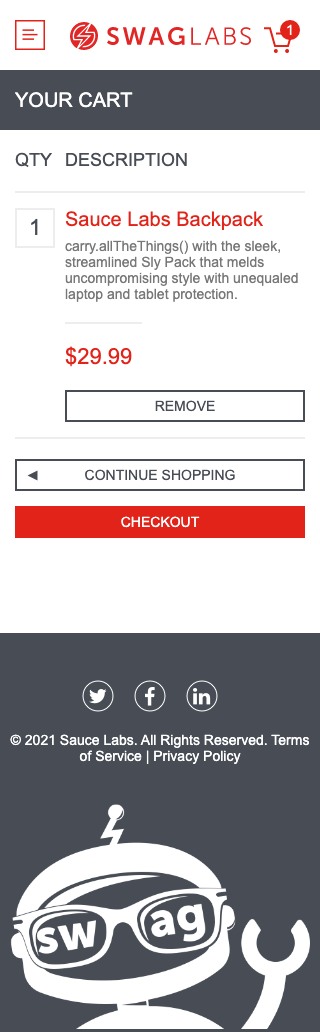 SWAGLABS
1
YOUR CART
QTY DESCRIPTION
1
Sauce Labs Backpack
carry.allTheThings() with the sleek,
streamlined Sly Pack that melds
uncompromising style with unequaled
laptop and tablet protection.
$29.99
REMOVE
CONTINUE SHOPPING
CHECKOUT
© 2021 Sauce Labs. All Rights Reserved. Terms
of Service | Privacy Policy
sw ag